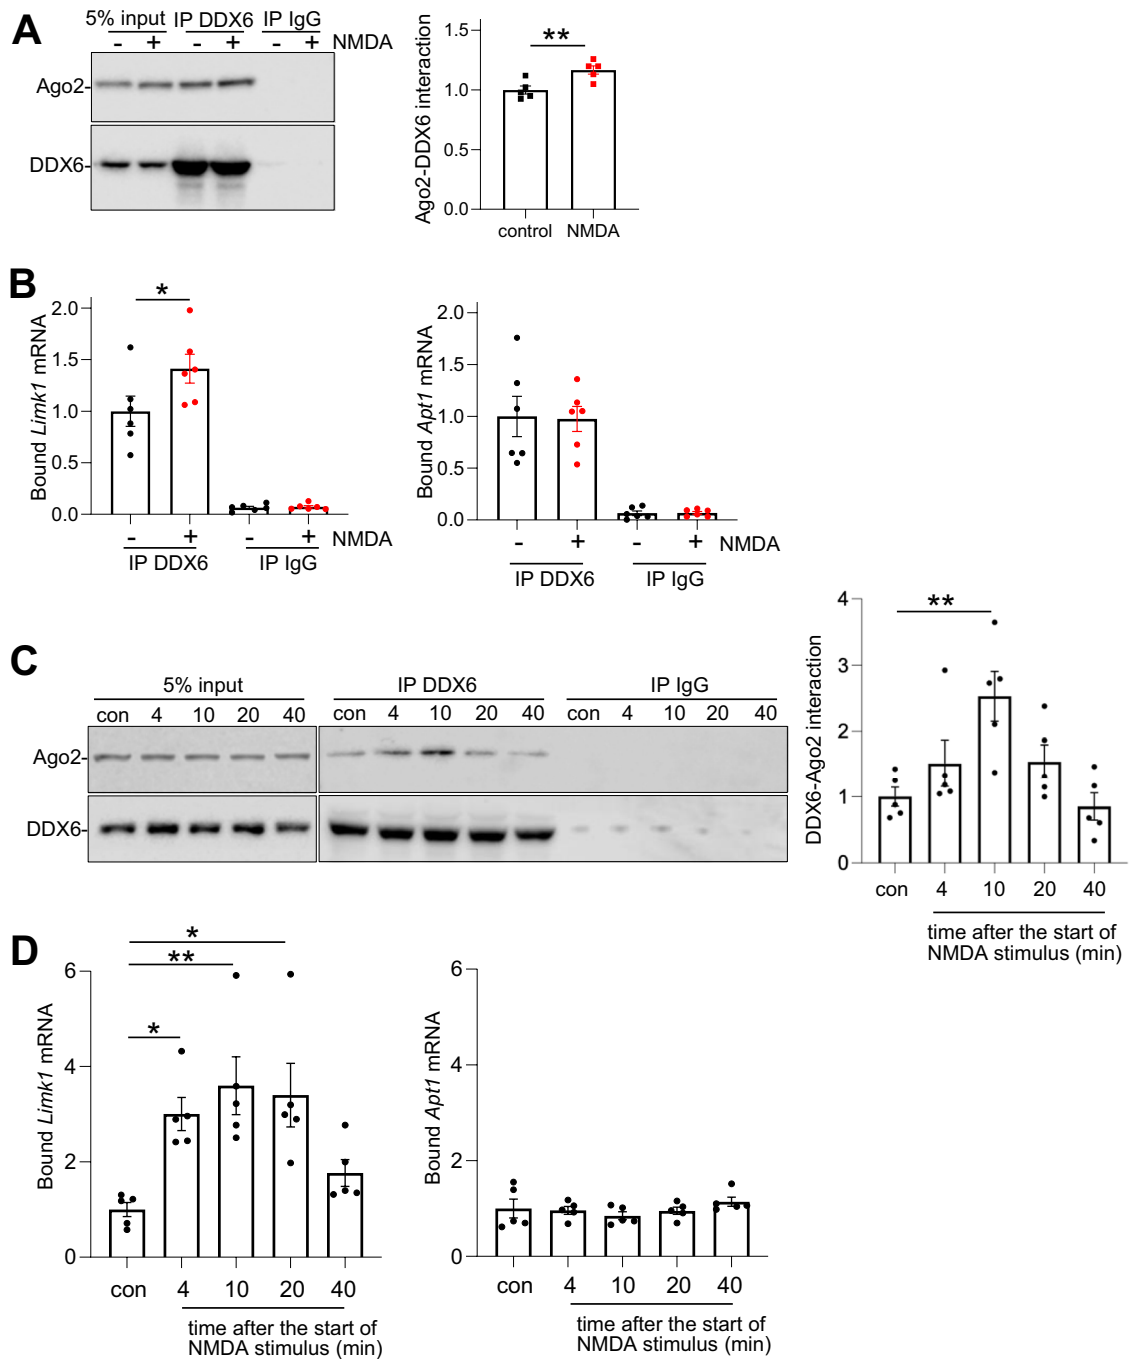 A
5% input IP DDX6 IP IgG
- + - + - + NMDA
Ago2-
DDX6-
Ago2-DDX6 interaction
1.5
1.0
0.5
0.0
**
control NMDA
B
Bound Limk1 mRNA
2.0
1.5
1.0
0.5
0.0
*
- + - + NMDA
IP DDX6 IP IgG
Bound Apt1 mRNA
2.0
1.5
1.0
0.5
0.0
- + - + NMDA
IP DDX6 IP IgG
C
5% input IP DDX6 IP IgG
con 4 10 20 40 con 4 10 20 40 con 4 10 20 40
Ago2-
DDX6-
DDX6-Ago2 interaction
4
3
2
1
0
**
con 4 10 20 40
time after the start of
NMDA stimulus (min)
D
Bound Limk1 mRNA
6
4
2
0
*
**
*
con 4 10 20 40
time after the start of
NMDA stimulus (min)
Bound Apt1 mRNA
6
4
2
0
con 4 10 20 40
time after the start of
NMDA stimulus (min)